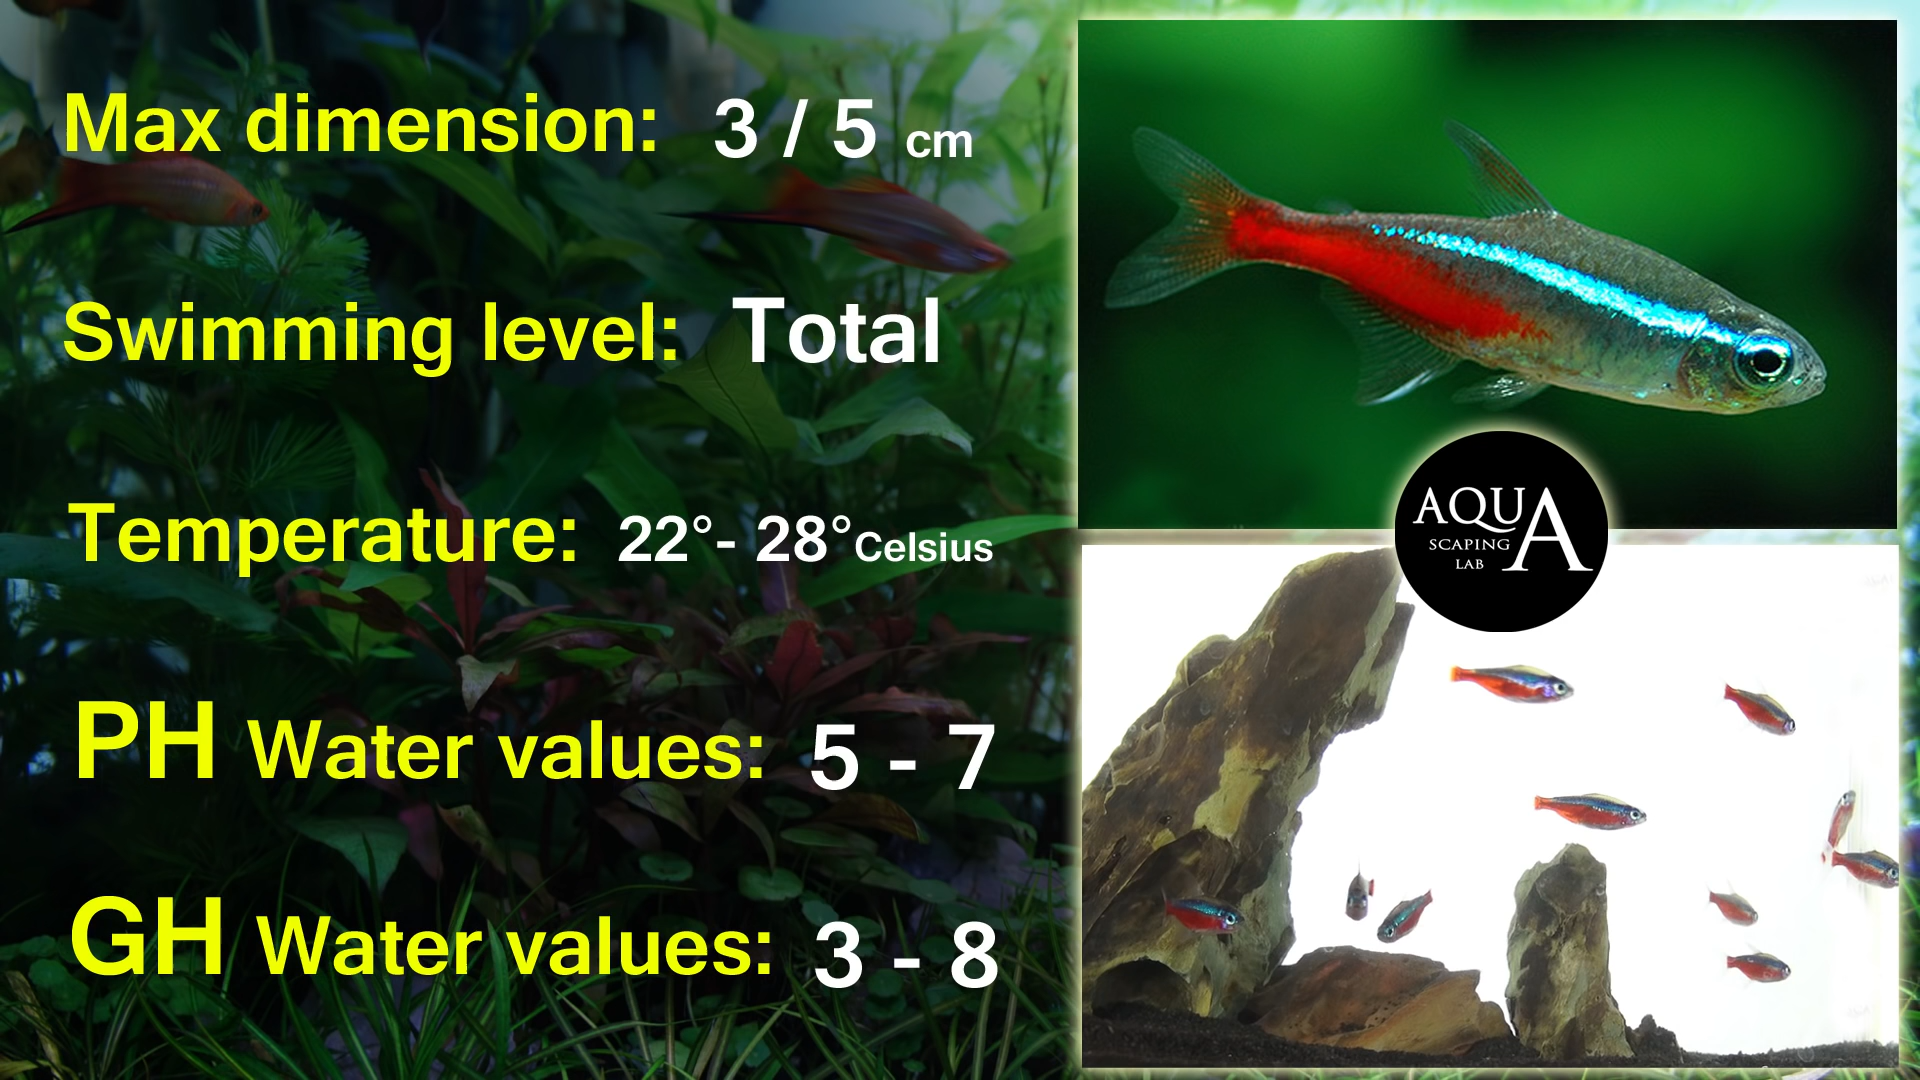 Max dimension: 3 / 5 cm
Swimming level: Total
Temperature: 22°- 28°Celsius
PH Water values: 5 - 7
GH Water values: 3 - 8
AQUA
SCAPING
LAB